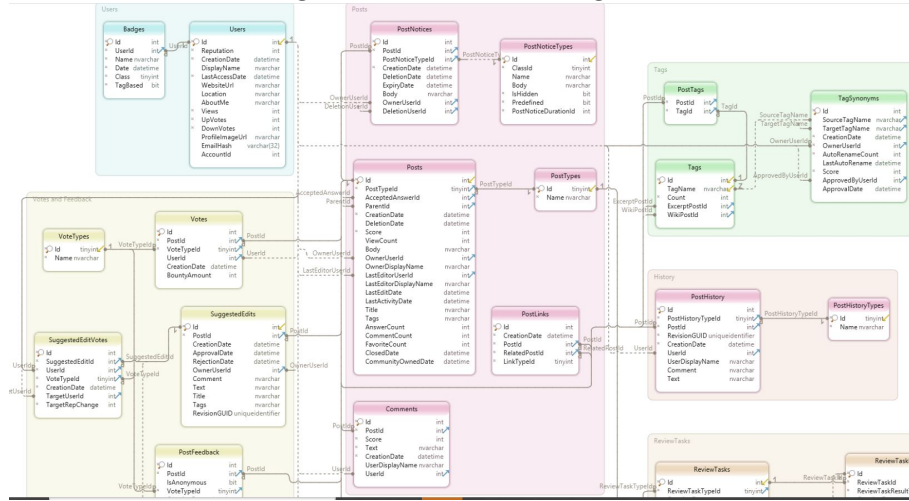 Users
Badges
Id int
UserId int
Name nvarchar
Date datetime
Class tinyint
TagBased bit
UserId
Users
Id int
Reputation int
CreationDate datetime
DisplayName nvarchar
LastAccessDate datetime
WebsiteUrl nvarchar
Location nvarchar
AboutMe nvarchar
Views int
UpVotes int
DownVotes int
ProfileImageUrl nvarchar
EmailHash varchar(32)
AccountId int
Posts
PostNotices
Id int
PostId int
PostNoticeTypeId int
CreationDate datetime
DeletionDate datetime
ExpiryDate datetime
Body nvarchar
OwnerUserId int
DeletionUserId int
PostId
OwnerUserId
DeletionUserId
PostNoticeTypes
Id int
ClassId tinyint
Name nvarchar
Body nvarchar
IsHidden bit
Predefined bit
PostNoticeDurationId int
Posts
Id int
PostTypeId tinyint
AcceptedAnswerId int
ParentId int
CreationDate datetime
DeletionDate datetime
Score int
ViewCount int
Body nvarchar
OwnerUserId int
OwnerDisplayName nvarchar
LastEditorUserId int
LastEditorDisplayName nvarchar
LastEditDate datetime
LastActivityDate datetime
Title nvarchar
Tags nvarchar
AnswerCount int
CommentCount int
FavoriteCount int
ClosedDate datetime
CommunityOwnedDate datetime
AcceptedAnswerId
ParentId
OwnerUserId
LastEditorUserId
PostTypeId
PostTypes
Id tinyint
Name nvarchar
PostLinks
Id int
CreationDate datetime
PostId int
RelatedPostId int
LinkTypeId tinyint
PostId
RelatedPostId
Comments
Id int
PostId int
Score int
Text nvarchar
CreationDate datetime
UserDisplayName nvarchar
UserId int
PostId
UserId
Votes and Feedback
VoteTypes
Id tinyint
Name nvarchar
VoteTypeId
Votes
Id int
PostId int
VoteTypeId tinyint
UserId int
CreationDate datetime
BountyAmount int
PostId
UserId
SuggestedEdits
Id int
PostId int
CreationDate datetime
ApprovalDate datetime
RejectionDate datetime
OwnerUserId int
Comment nvarchar
Text nvarchar
Title nvarchar
Tags nvarchar
RevisionGUID uniqueidentifier
PostId
OwnerUserId
SuggestedEditVotes
Id int
SuggestedEditId int
UserId int
VoteTypeId tinyint
CreationDate datetime
TargetUserId int
TargetRepChange int
SuggestedEditId
VoteTypeId
UserId
PostFeedback
Id int
PostId int
IsAnonymous bit
VoteTypeId tinyint
PostId
VoteTypeId
Tags
PostTags
PostId int
TagId int
PostId
TagId
TagSynonyms
Id int
SourceTagName nvarchar
TargetTagName nvarchar
CreationDate datetime
OwnerUserId int
AutoRenameCount int
LastAutoRename datetime
Score int
ApprovedByUserId int
ApprovalDate datetime
SourceTagName
TargetTagName
OwnerUserId
ApprovedByUserId
Tags
Id int
TagName nvarchar
Count int
ExcerptPostId int
WikiPostId int
ExcerptPostId
WikiPostId
History
PostHistory
Id int
PostHistoryTypeId tinyint
PostId int
RevisionGUID uniqueidentifier
CreationDate datetime
UserId int
UserDisplayName nvarchar
Comment nvarchar
Text nvarchar
PostId
UserId
PostHistoryTypeId
PostHistoryTypes
Id tinyint
Name nvarchar
ReviewTasks
ReviewTasks
Id int
ReviewTaskTypeId tinyint
ReviewTaskTypeId
Id
ReviewTaskId